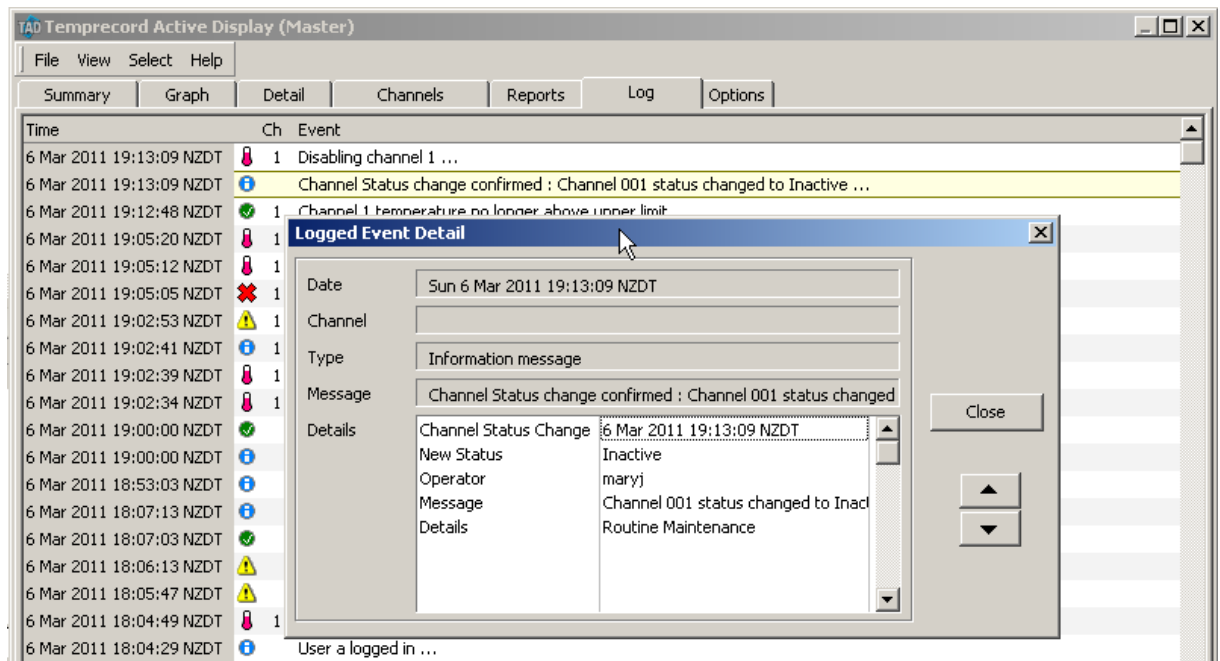 TAD Temprecord Active Display (Master)
File View Select Help
Summary Graph Detail Channels Reports Log Options
Time Ch Event
6 Mar 2011 19:13:09 NZDT 1 Disabling channel 1 ...
6 Mar 2011 19:13:09 NZDT Channel Status change confirmed : Channel 001 status changed to Inactive ...
6 Mar 2011 19:12:48 NZDT 1 Channel 1 temperature no longer above upper limit
6 Mar 2011 19:05:20 NZDT 1
6 Mar 2011 19:05:12 NZDT 1
6 Mar 2011 19:05:05 NZDT 1
6 Mar 2011 19:02:53 NZDT 1
6 Mar 2011 19:02:41 NZDT 1
6 Mar 2011 19:02:39 NZDT 1
6 Mar 2011 19:02:34 NZDT 1
6 Mar 2011 19:00:00 NZDT
6 Mar 2011 19:00:00 NZDT
6 Mar 2011 18:53:03 NZDT
6 Mar 2011 18:07:13 NZDT
6 Mar 2011 18:07:03 NZDT
6 Mar 2011 18:06:13 NZDT
6 Mar 2011 18:05:47 NZDT
6 Mar 2011 18:04:49 NZDT 1
6 Mar 2011 18:04:29 NZDT User a logged in ...
Logged Event Detail
Date Sun 6 Mar 2011 19:13:09 NZDT
Channel
Type Information message
Message Channel Status change confirmed : Channel 001 status changed
Details Channel Status Change 6 Mar 2011 19:13:09 NZDT
New Status Inactive
Operator maryj
Message Channel 001 status changed to Inact
Details Routine Maintenance
Close